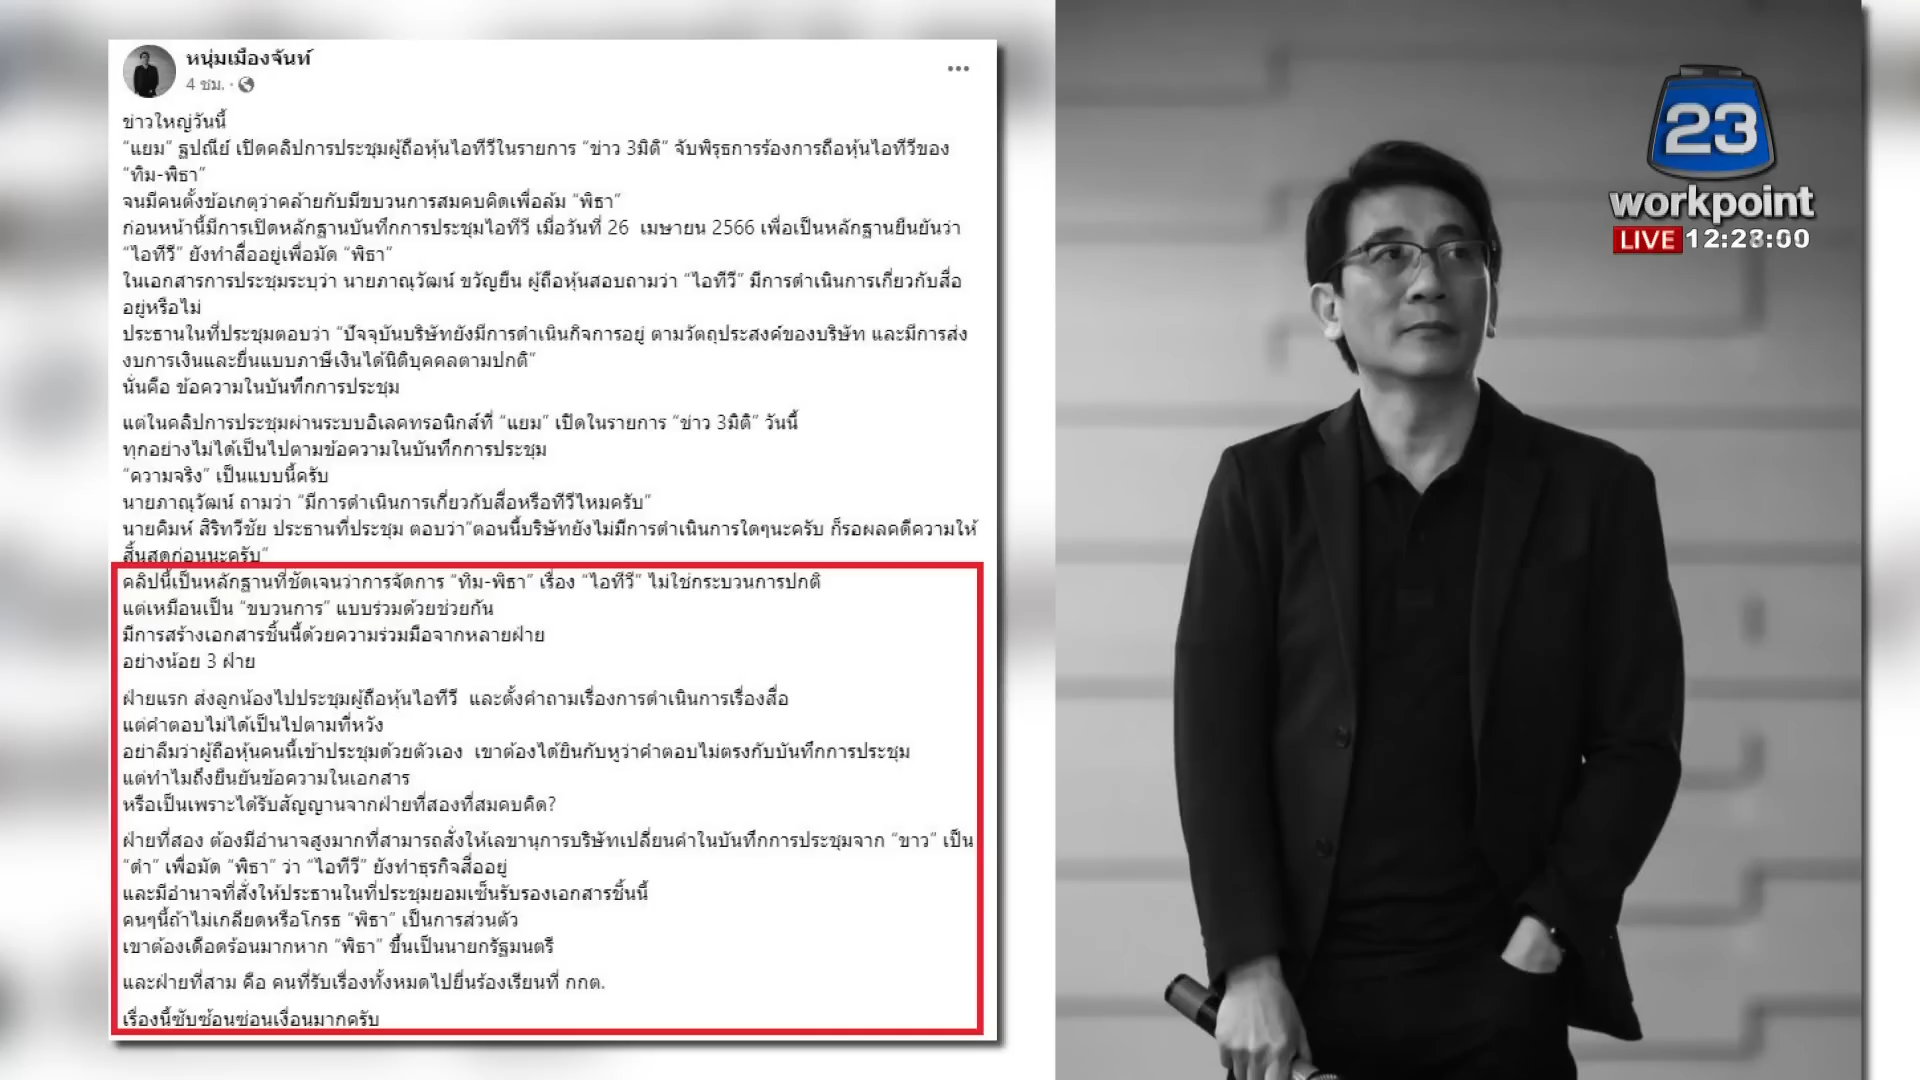 หนุ่มเมืองจันท์
4 ชม. ·
ข่าวใหญ่วันนี้
“แยม” ฐปณีย์ เปิดคลิปการประชุมผู้ถือหุ้นไอทีวีในรายการ “ข่าว 3มิติ” จับพิรุธการร้องการถือหุ้นไอทีวีของ
“ทิม-พิธา”
จนมีคนตั้งข้อเกตุว่าคล้ายกับมีขบวนการสมคบคิดเพื่อล้ม “พิธา”
ก่อนหน้านี้มีการเปิดหลักฐานบันทึกการประชุมไอทีวี เมื่อวันที่ 26 เมษายน 2566 เพื่อเป็นหลักฐานยืนยันว่า
“ไอทีวี” ยังทำสื่ออยู่เพื่อมัด “พิธา”
ในเอกสารการประชุมระบุว่า นายภาณุวัฒน์ ขวัญยืน ผู้ถือหุ้นสอบถามว่า “ไอทีวี” มีการดำเนินการเกี่ยวกับสื่อ
อยู่หรือไม่
ประธานในที่ประชุมตอบว่า “ปัจจุบันบริษัทยังมีการดำเนินกิจการอยู่ ตามวัตถุประสงค์ของบริษัท และมีการส่ง
งบการเงินและยื่นแบบภาษีเงินได้นิติบุคคลตามปกติ”
นั่นคือ ข้อความในบันทึกการประชุม
แต่ในคลิปการประชุมผ่านระบบอิเลคทรอนิกส์ที่ “แยม” เปิดในรายการ “ข่าว 3มิติ” วันนี้
ทุกอย่างไม่ได้เป็นไปตามข้อความในบันทึกการประชุม
“ความจริง” เป็นแบบนี้ครับ
นายภาณุวัฒน์ ถามว่า “มีการดำเนินการเกี่ยวกับสื่อหรือทีวีไหมครับ”
นายคิมห์ สิริทวีชัย ประธานที่ประชุม ตอบว่า“ตอนนี้บริษัทยังไม่มีการดำเนินการใดๆนะครับ ก็รอผลคดีความให้
สิ้นสุดก่อนนะครับ”
คลิปนี้เป็นหลักฐานที่ชัดเจนว่าการจัดการ “ทิม-พิธา” เรื่อง “ไอทีวี” ไม่ใช่กระบวนการปกติ
แต่เหมือนเป็น “ขบวนการ” แบบร่วมด้วยช่วยกัน
มีการสร้างเอกสารชิ้นนี้ด้วยความร่วมมือจากหลายฝ่าย
อย่างน้อย 3 ฝ่าย
ฝ่ายแรก ส่งลูกน้องไปประชุมผู้ถือหุ้นไอทีวี และตั้งคำถามเรื่องการดำเนินการเรื่องสื่อ
แต่คำตอบไม่ได้เป็นไปตามที่หวัง
อย่าลืมว่าผู้ถือหุ้นคนนี้เข้าประชุมด้วยตัวเอง เขาต้องได้ยินกับหูว่าคำตอบไม่ตรงกับบันทึกการประชุม
แต่ทำไมถึงยืนยันข้อความในเอกสาร
หรือเป็นเพราะได้รับสัญญานจากฝ่ายที่สองที่สมคบคิด?
ฝ่ายที่สอง ต้องมีอำนาจสูงมากที่สามารถสั่งให้เลขานุการบริษัทเปลี่ยนคำในบันทึกการประชุมจาก “ขาว” เป็น
“ดำ” เพื่อมัด “พิธา” ว่า “ไอทีวี” ยังทำธุรกิจสื่ออยู่
และมีอำนาจที่สั่งให้ประธานในที่ประชุมยอมเซ็นรับรองเอกสารชิ้นนี้
คนๆนี้ถ้าไม่เกลียดหรือโกรธ “พิธา” เป็นการส่วนตัว
เขาต้องเดือดร้อนมากหาก “พิธา” ขึ้นเป็นนายกรัฐมนตรี
และฝ่ายที่สาม คือ คนที่รับเรื่องทั้งหมดไปยื่นร้องเรียนที่ กกต.
เรื่องนี้ซับซ้อนซ่อนเงื่อนมากครับ
23
workpoint
LIVE 12:28:00